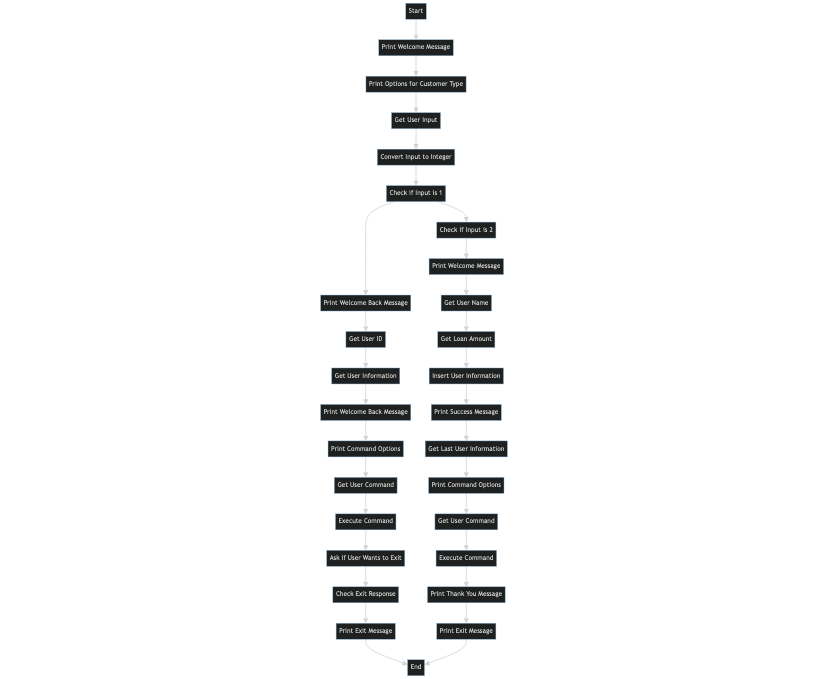 Start
Print Welcome Message
Print Options for Customer Type
Get User Input
Convert Input to Integer
Check If Input is 1
Check If Input Is 2
Print Welcome Message
Print Welcome Back Message
Get User Name
Get User ID
Get Loan Amount
Get User Information
Insert User Information
Print Welcome Back Message
Print Success Message
Print Command Options
Get Last User Information
Get User Command
Print Command Options
Execute Command
Get User Command
Ask If User Wants to Exit
Execute Command
Check Exit Response
Print Thank You Message
Print Exit Message
Print Exit Message
End